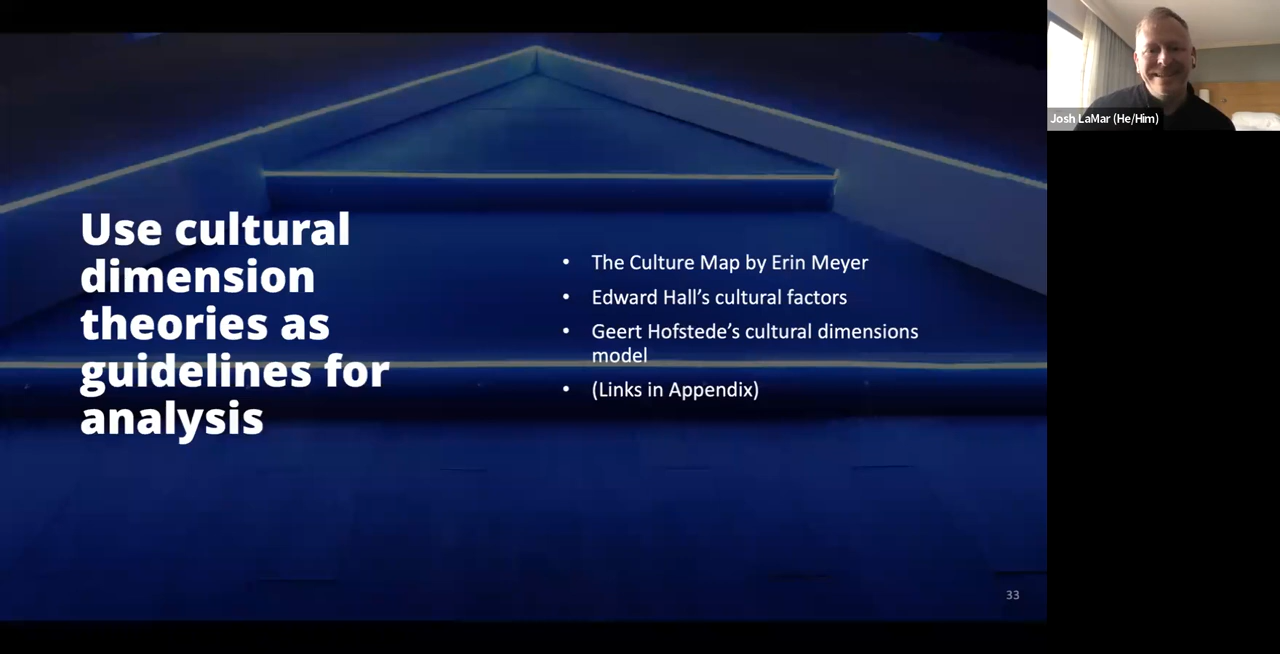 Use cultural
dimension
theories as
guidelines for
analysis
• The Culture Map by Erin Meyer
• Edward Hall’s cultural factors
• Geert Hofstede’s cultural dimensions
model
• (Links in Appendix)
33
Josh LaMar (He/Him)